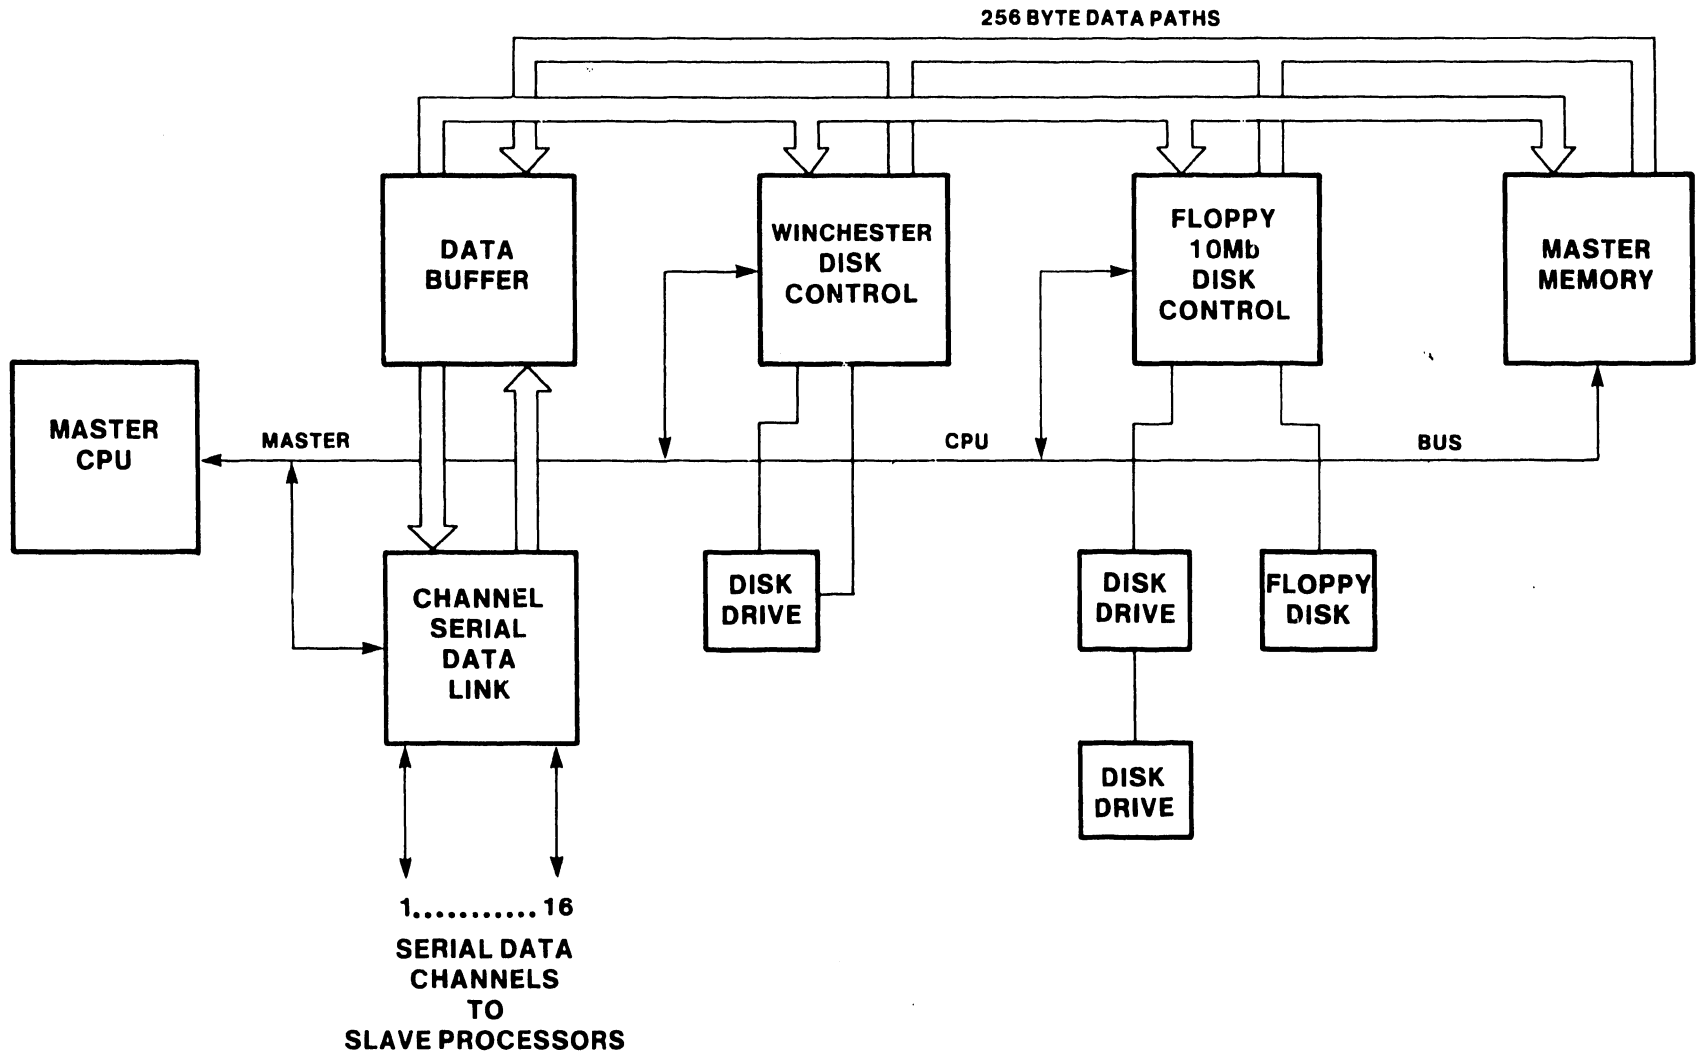 256 BYTE DATA PATHS
DATA
BUFFER
WINCHESTER
DISK
CONTROL
FLOPPY
10Mb
DISK
CONTROL
MASTER
MEMORY
MASTER
CPU
MASTER
CPU
BUS
CHANNEL
SERIAL
DATA
LINK
DISK
DRIVE
DISK
DRIVE
FLOPPY
DISK
DISK
DRIVE
1...........16
SERIAL DATA
CHANNELS
TO
SLAVE PROCESSORS